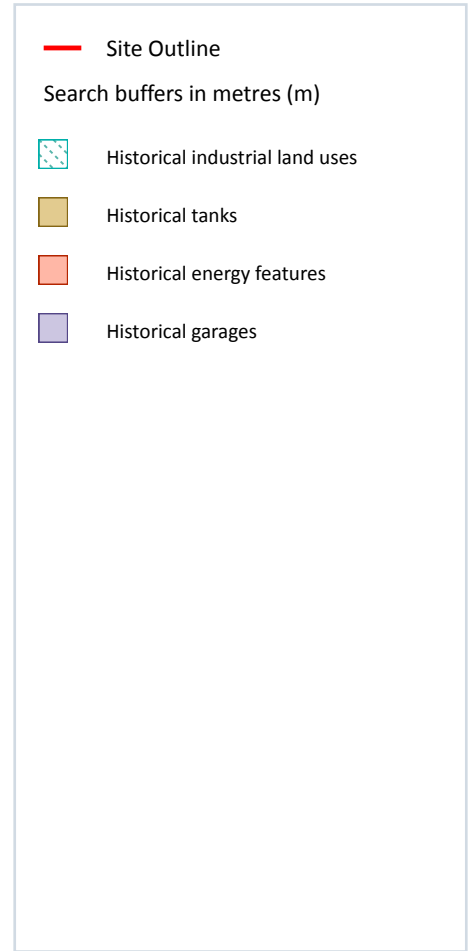 Site Outline
Search buffers in metres (m)
Historical industrial land uses
Historical tanks
Historical energy features
Historical garages